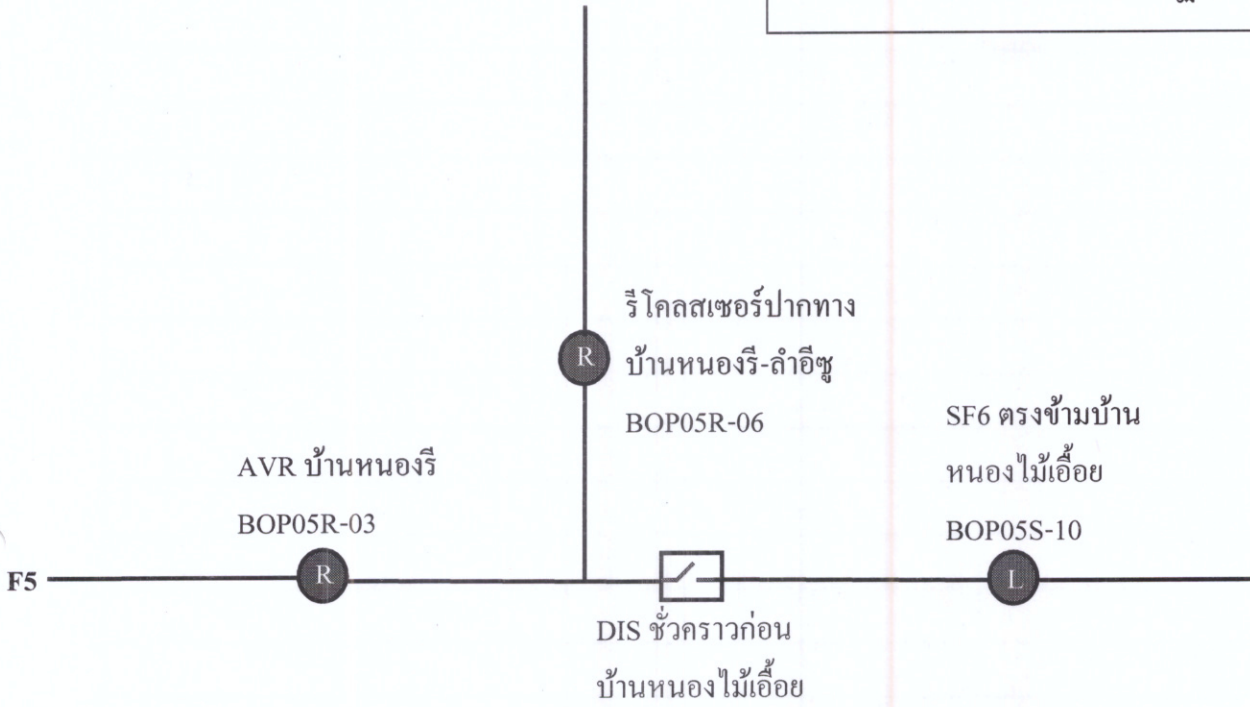 รีโคลสเซอร์ปากทาง
บ้านหนองรี-ลำอีซู
BOP05R-06
R
SF6 ตรงข้ามบ้าน
หนองไม้เอื้อย
BOP05S-10
AVR บ้านหนองรี
BOP05R-03
F5
R
L
DIS ชั่วคราวก่อน
บ้านหนองไม้เอื้อย